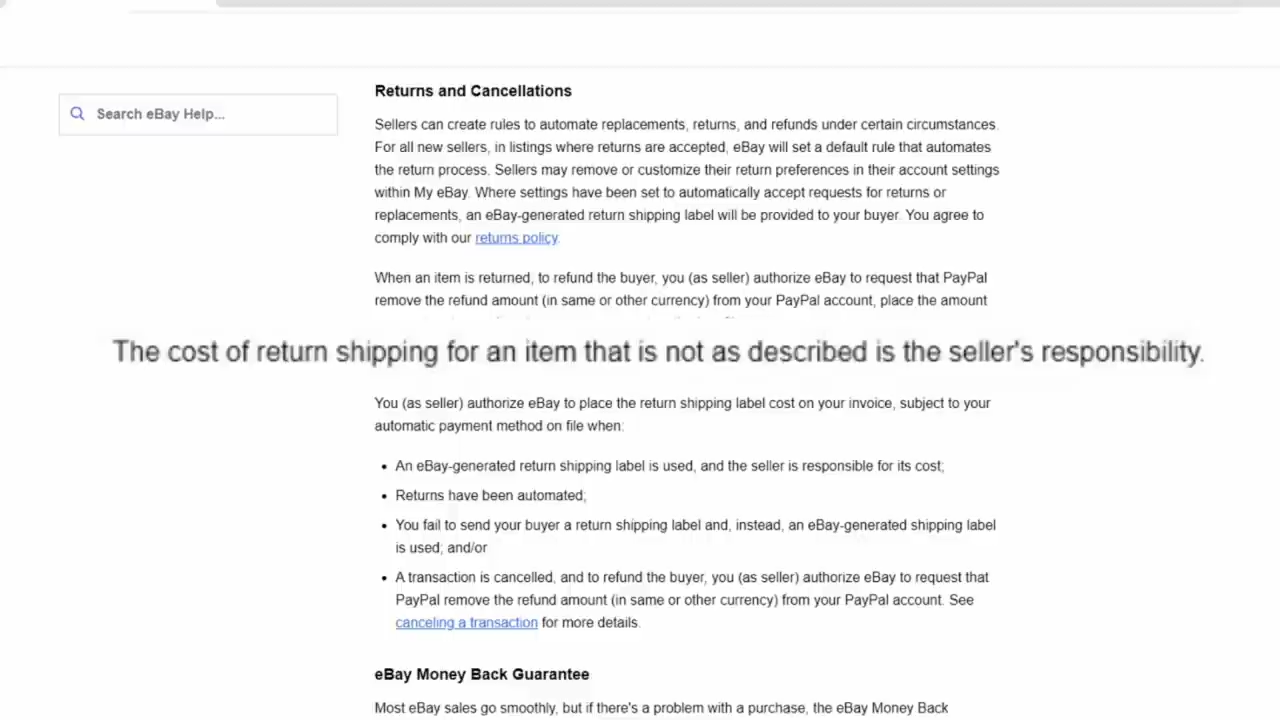 Search eBay Help...
Returns and Cancellations
Sellers can create rules to automate replacements, returns, and refunds under certain circumstances.
For all new sellers, in listings where returns are accepted, eBay will set a default rule that automates
the return process. Sellers may remove or customize their return preferences in their account settings
within My eBay. Where settings have been set to automatically accept requests for returns or
replacements, an eBay-generated return shipping label will be provided to your buyer. You agree to
comply with our returns policy.
When an item is returned, to refund the buyer, you (as seller) authorize eBay to request that PayPal
remove the refund amount (in same or other currency) from your PayPal account, place the amount
The cost of return shipping for an item that is not as described is the seller's responsibility.
You (as seller) authorize eBay to place the return shipping label cost on your invoice, subject to your
automatic payment method on file when:
• An eBay-generated return shipping label is used, and the seller is responsible for its cost;
• Returns have been automated;
• You fail to send your buyer a return shipping label and, instead, an eBay-generated shipping label
is used; and/or
• A transaction is cancelled, and to refund the buyer, you (as seller) authorize eBay to request that
PayPal remove the refund amount (in same or other currency) from your PayPal account. See
canceling a transaction for more details.
eBay Money Back Guarantee
Most eBay sales go smoothly, but if there's a problem with a purchase, the eBay Money Back